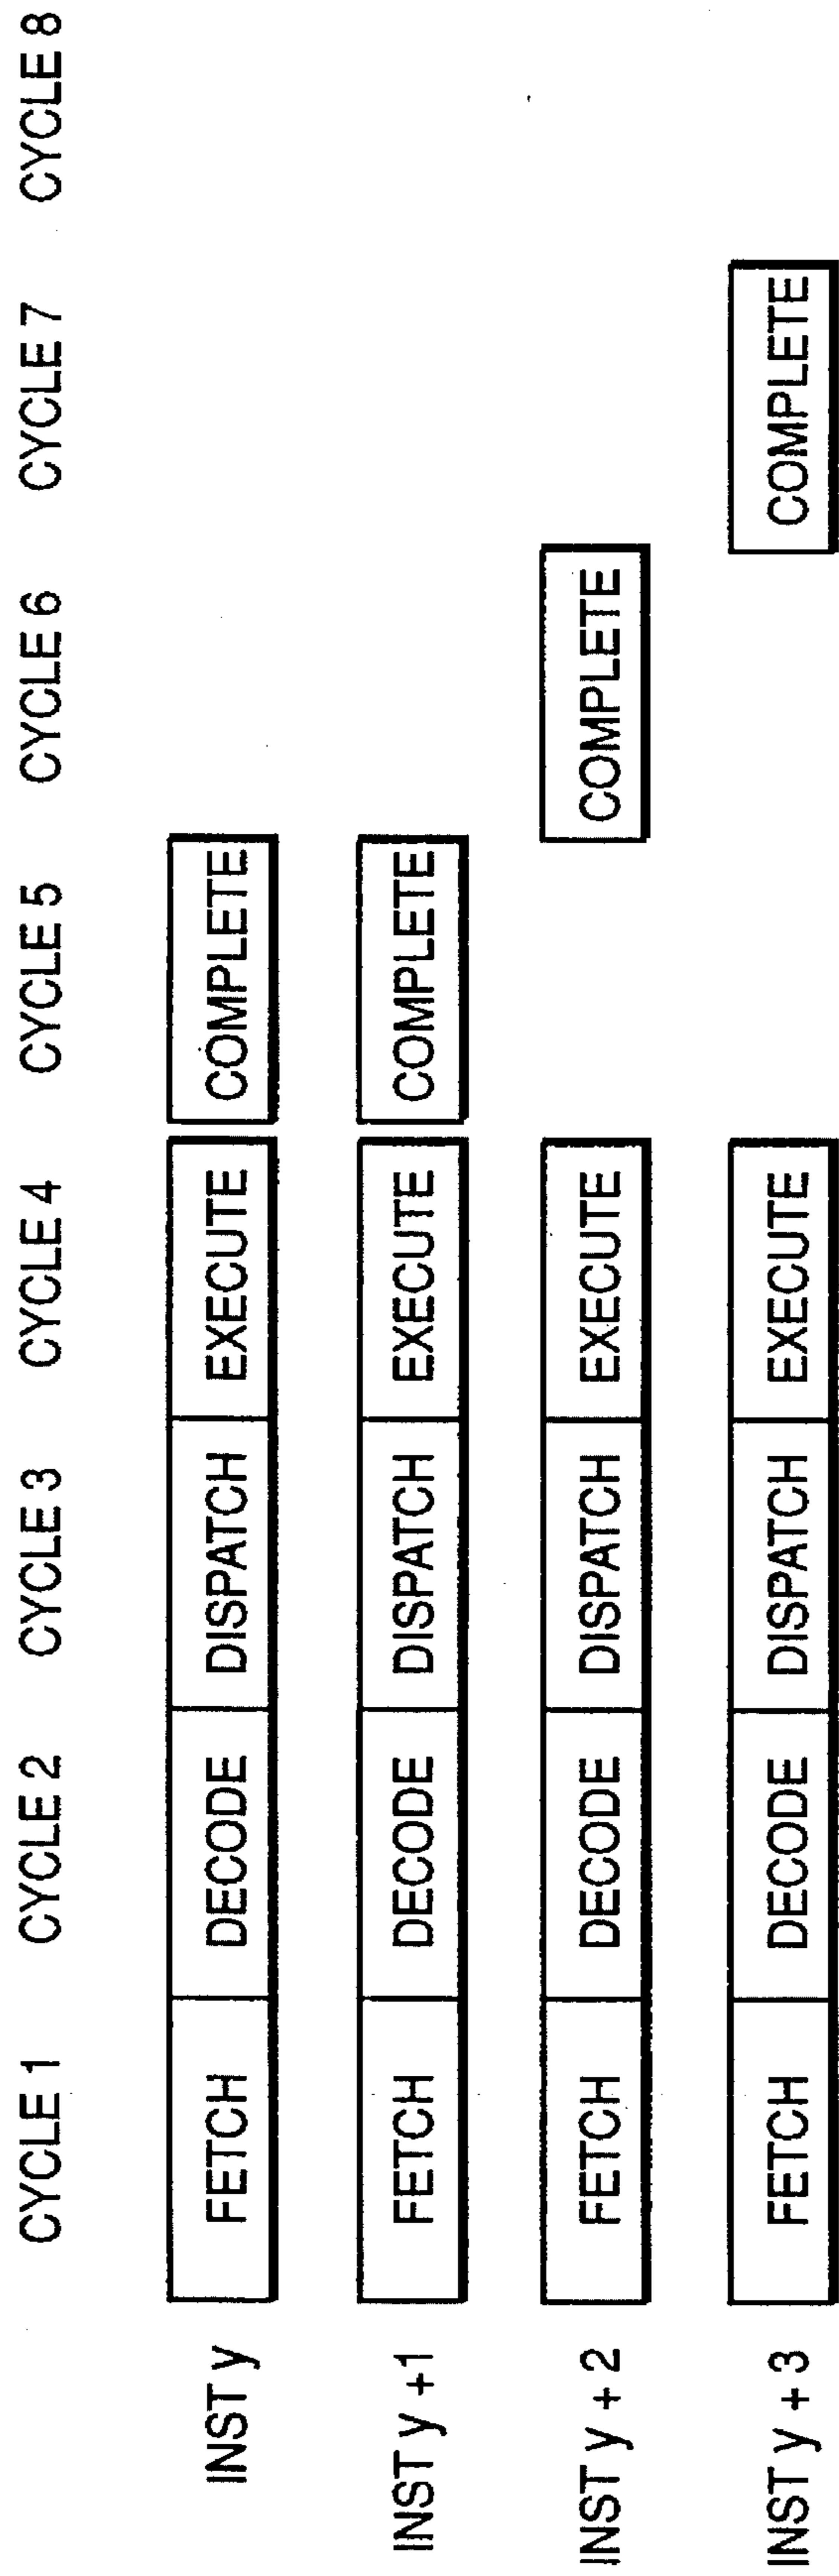 CYCLE 1 CYCLE 2 CYCLE 3 CYCLE 4 CYCLE 5 CYCLE 6 CYCLE 7 CYCLE 8
INST y FETCH DECODE DISPATCH EXECUTE COMPLETE
INST y +1 FETCH DECODE DISPATCH EXECUTE COMPLETE
INST y + 2 FETCH DECODE DISPATCH EXECUTE COMPLETE
INST y + 3 FETCH DECODE DISPATCH EXECUTE COMPLETE